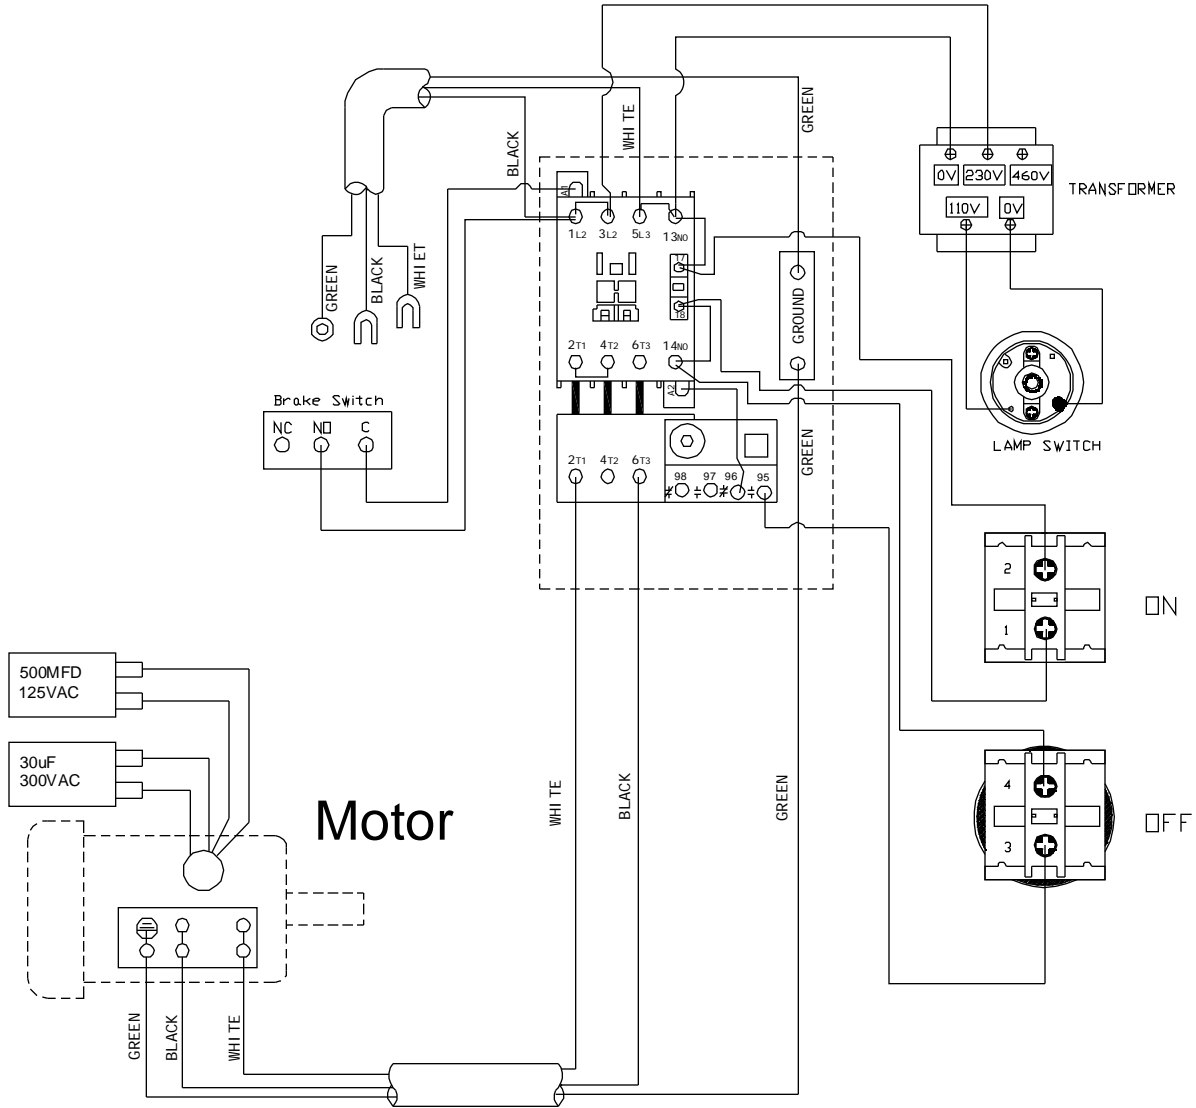 GREEN
BLACK
WHITE
0V 230V 460V
TRANSFORMER
110V 0V
A1
1L2 3L2 5L3 13NO
GREEN
BLACK
WHIET
17
18
GROUND
2T1 4T2 6T3 14NO
A2
Brake Switch
NC NO C
LAMP SWITCH
GREEN
2T1 4T2 6T3
98 97 96 95
2
1
ON
500MFD
125VAC
30uF
300VAC
Motor
WHITE
BLACK
GREEN
4
3
OFF
GREEN
BLACK
WHITE